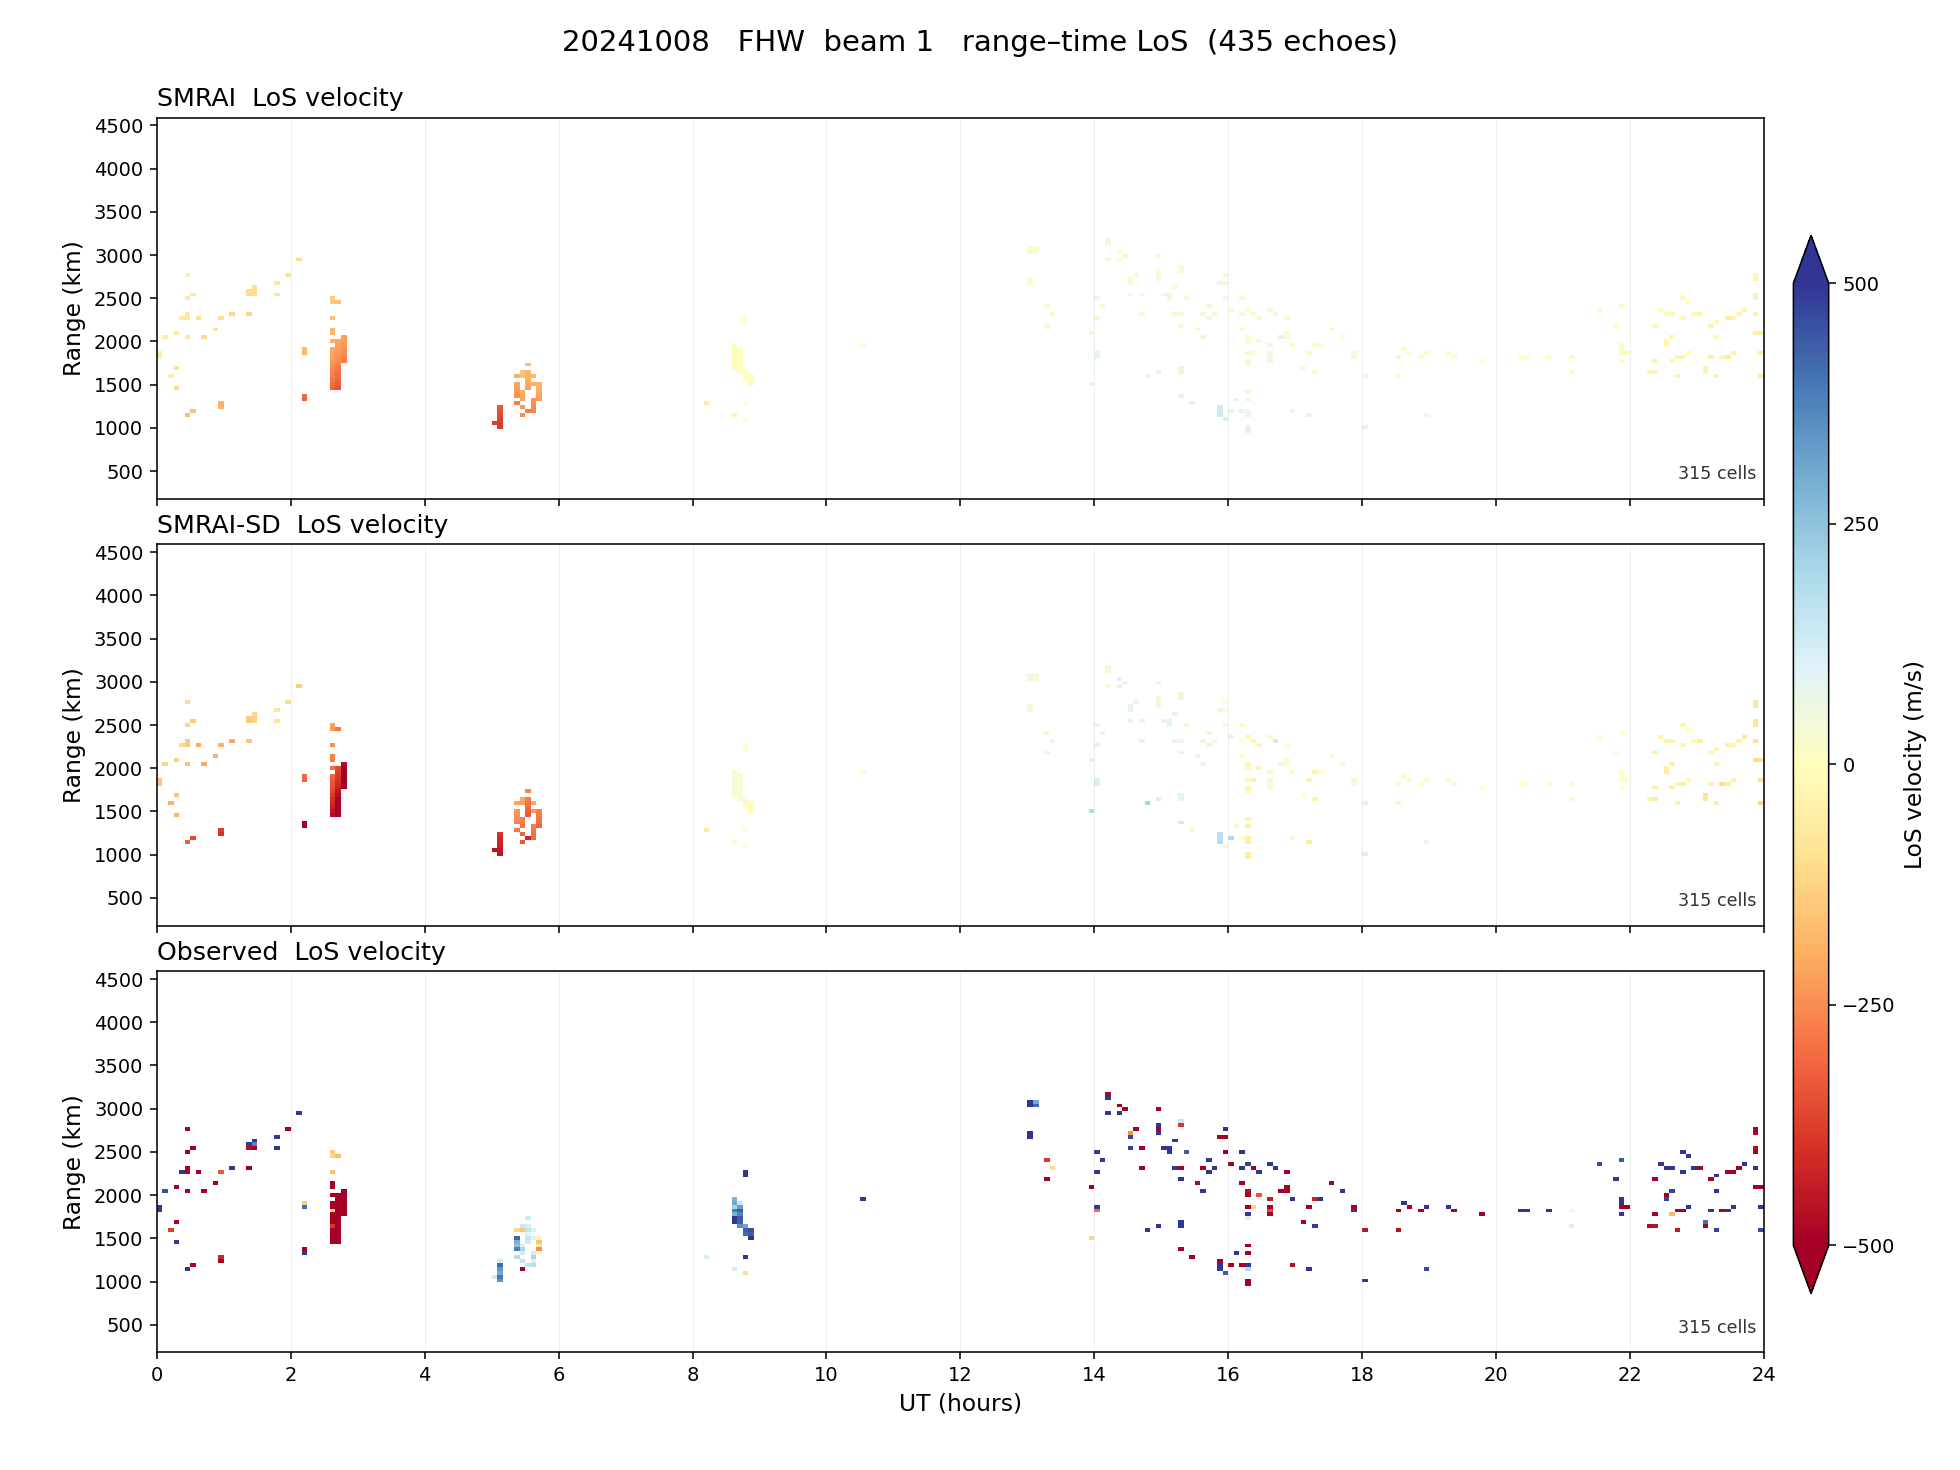 20241008   FHW  beam 1   range–time LoS  (435 echoes)
SMRAI  LoS velocity
4500
4000
3500
3000
2500
2000
1500
1000
500
Range (km)
315 cells
SMRAI-SD  LoS velocity
4500
4000
3500
3000
2500
2000
1500
1000
500
Range (km)
315 cells
Observed  LoS velocity
4500
4000
3500
3000
2500
2000
1500
1000
500
Range (km)
315 cells
0 2 4 6 8 10 12 14 16 18 20 22 24
UT (hours)
500
250
0
−250
−500
LoS velocity (m/s)